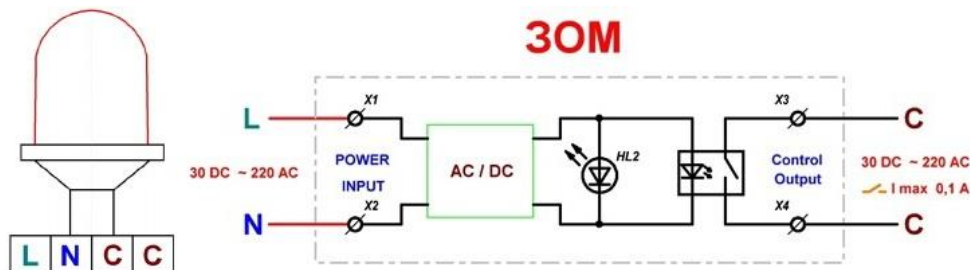 ЗОМ
X1
X3
L
C
30 DC ~ 220 AC
POWER
INPUT
AC / DC
HL2
Control
Output
30 DC ~ 220 AC
I max 0,1 A
X2
X4
N
C
L N C C